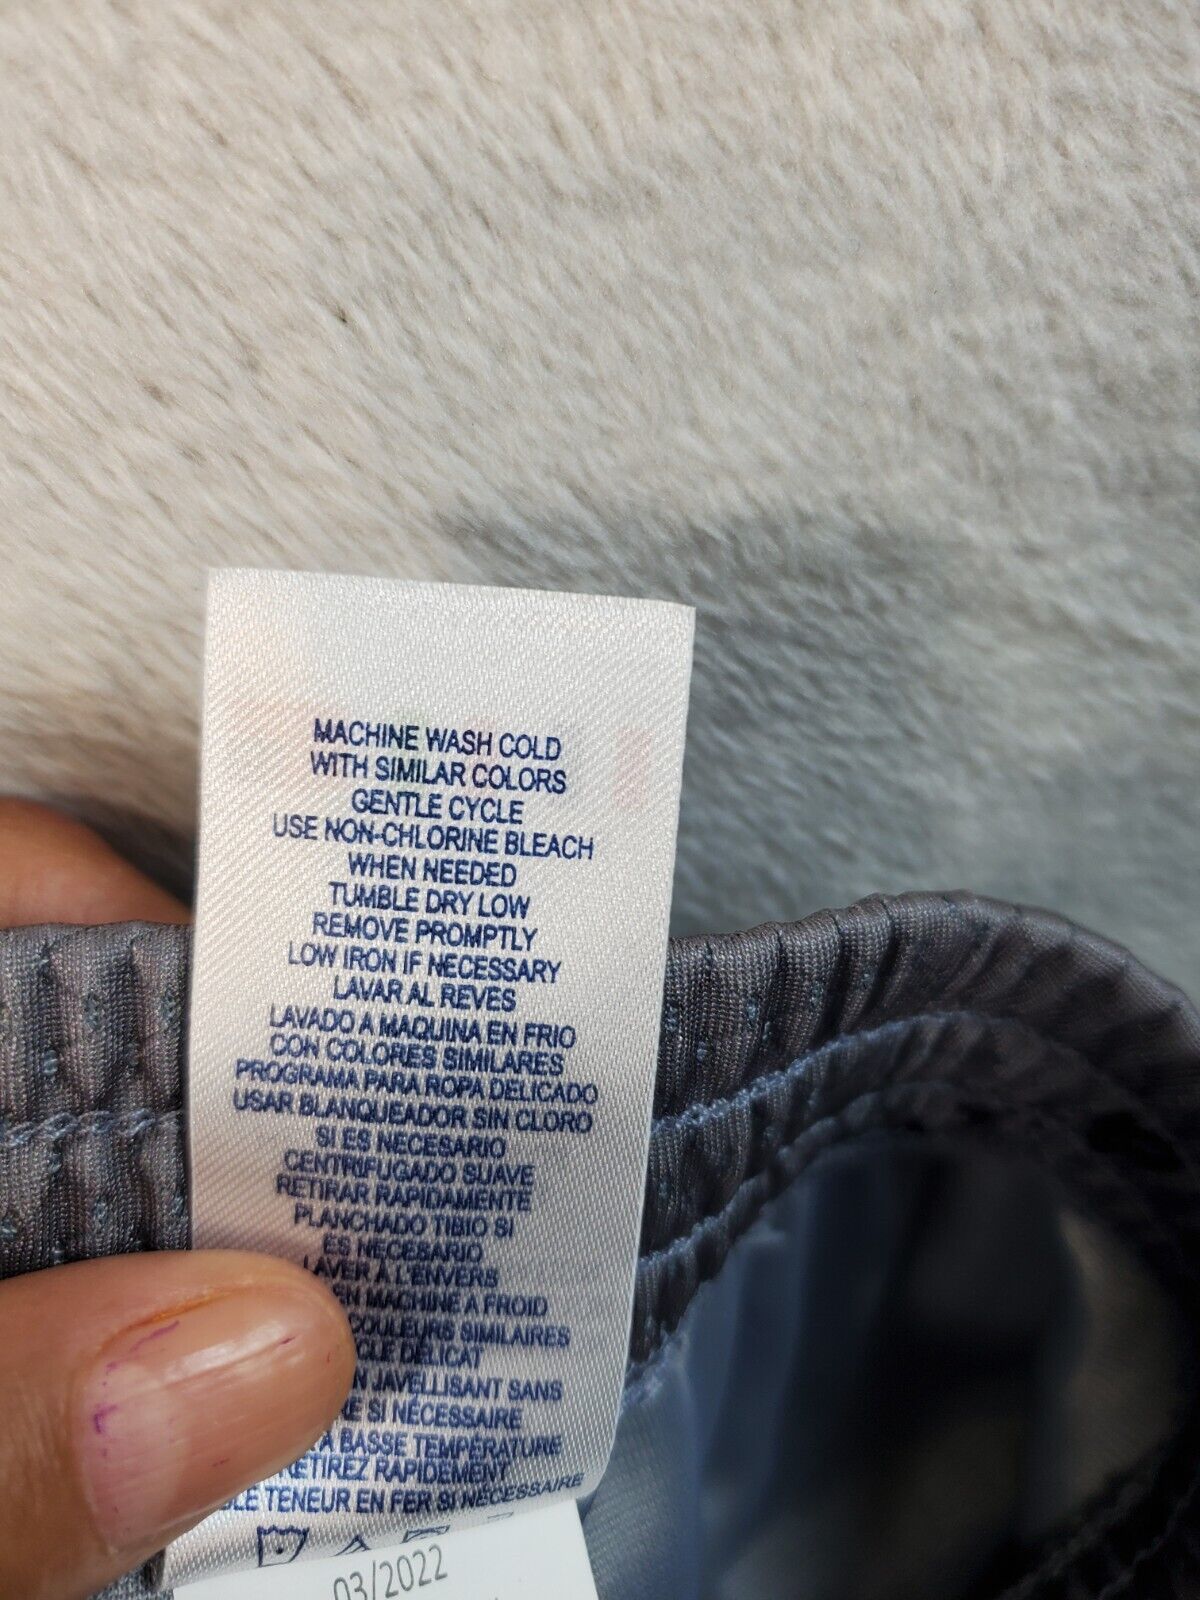 MACHINE WASH COLD
WITH SIMILAR COLORS
GENTLE CYCLE
USE NON-CHLORINE BLEACH
WHEN NEEDED
TUMBLE DRY LOW
REMOVE PROMPTLY
LOW IRON IF NECESSARY
LAVAR AL REVES
LAVADO A MAQUINA EN FRIO
CON COLORES SIMILARES
PROGRAMA PARA ROPA DELICADO
USAR BLANQUEADOR SIN CLORO
SI ES NECESARIO
CENTRIFUGADO SUAVE
RETIRAR RAPIDAMENTE
PLANCHADO TIBIO SI
ES NECESARIO
LAVER A L'ENVERS
EN MACHINE A FROID
COULEURS SIMILAIRES
DELICAT
JAVELLISANT SANS
SI NÉCESSAIRE
A BASSE TEMPÉRATURE
RETIREZ RAPIDEMENT
TENEUR EN FER SI NÉCESSAIRE
03/2022